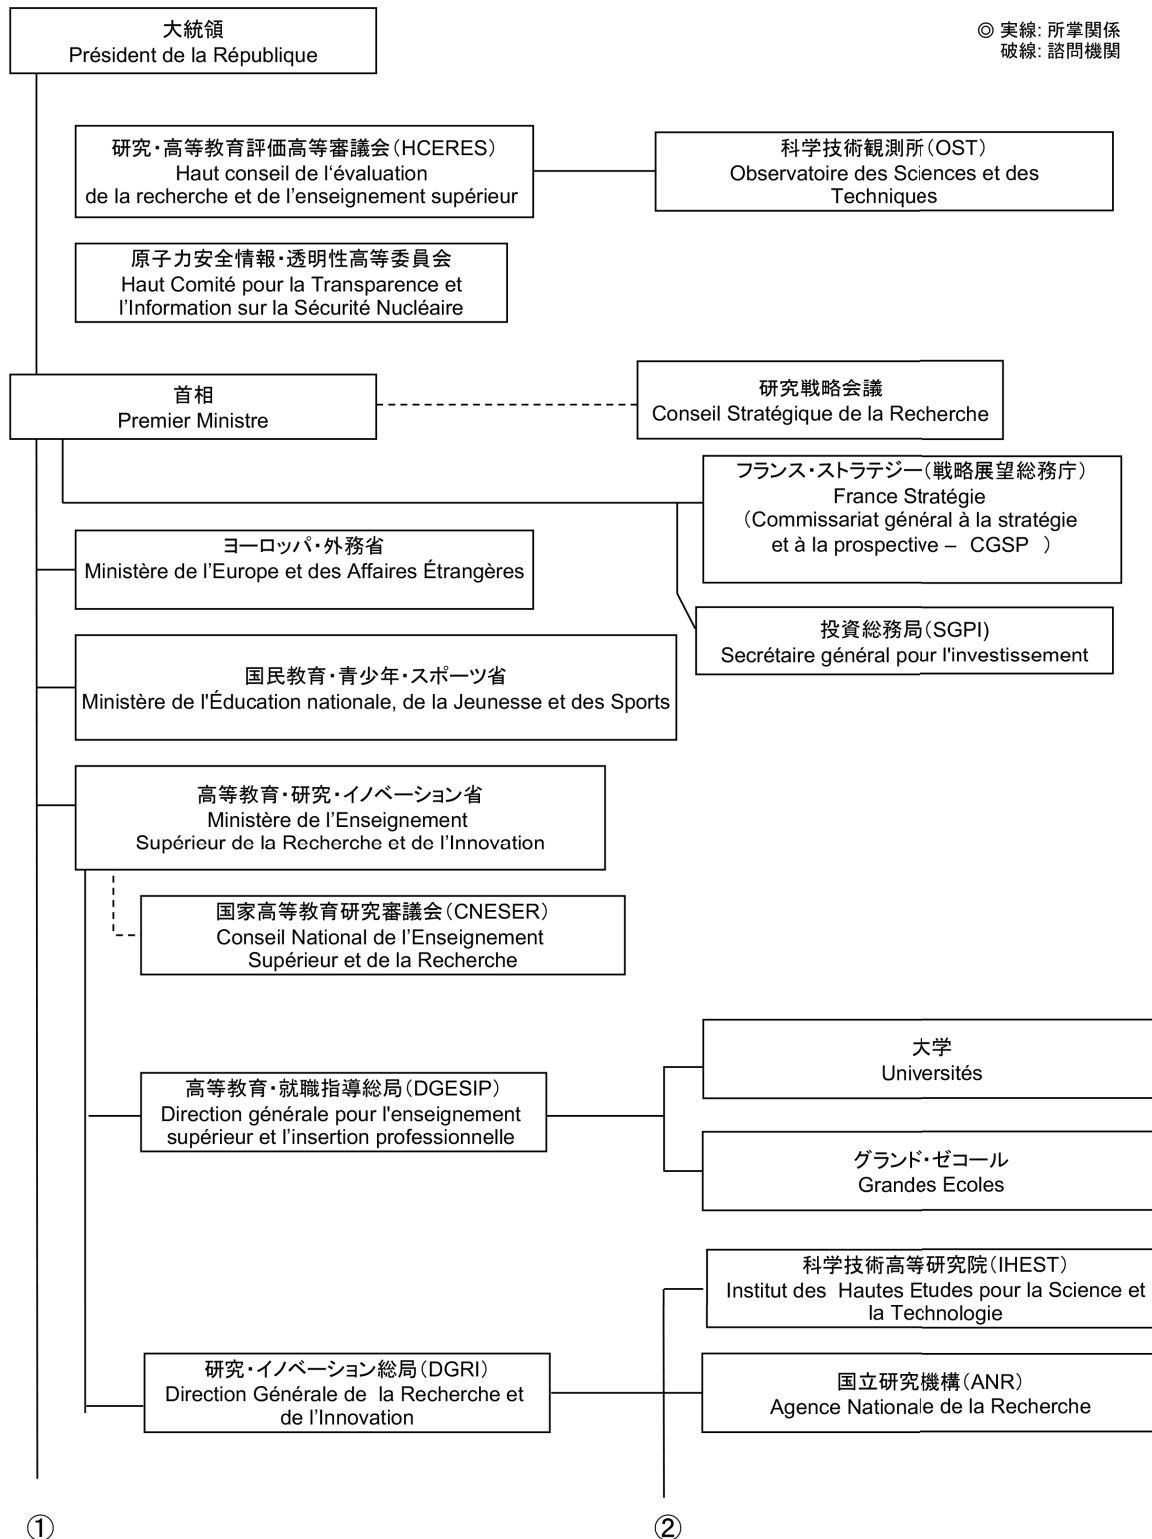 大統領
Président de la République
◎ 実線: 所掌関係
破線: 諮問機関
研究・高等教育評価高等審議会(HCERES)
Haut conseil de l‘évaluation
de la recherche et de l’enseignement supérieur
科学技術観測所(OST)
Observatoire des Sciences et des
Techniques
原子力安全情報・透明性高等委員会
Haut Comité pour la Transparence et
l’Information sur la Sécurité Nucléaire
首相
Premier Ministre
研究戦略会議
Conseil Stratégique de la Recherche
フランス・ストラテジー(戦略展望総務庁)
France Stratégie
(Commissariat général à la stratégie
et à la prospective – CGSP )
ヨーロッパ・外務省
Ministère de l’Europe et des Affaires Étrangères
投資総務局(SGPI)
Secrétaire général pour l'investissement
国民教育・青少年・スポーツ省
Ministère de l'Éducation nationale, de la Jeunesse et des Sports
高等教育・研究・イノベーション省
Ministère de l’Enseignement
Supérieur de la Recherche et de l’Innovation
国家高等教育研究審議会(CNESER)
Conseil National de l’Enseignement
Supérieur et de la Recherche
大学
Universités
高等教育・就職指導総局(DGESIP)
Direction générale pour l'enseignement
supérieur et l’insertion professionnelle
グランド・ゼコール
Grandes Ecoles
科学技術高等研究院(IHEST)
Institut des Hautes Etudes pour la Science et
la Technologie
研究・イノベーション総局(DGRI)
Direction Générale de la Recherche et
de l’Innovation
国立研究機構(ANR)
Agence Nationale de la Recherche
①
②